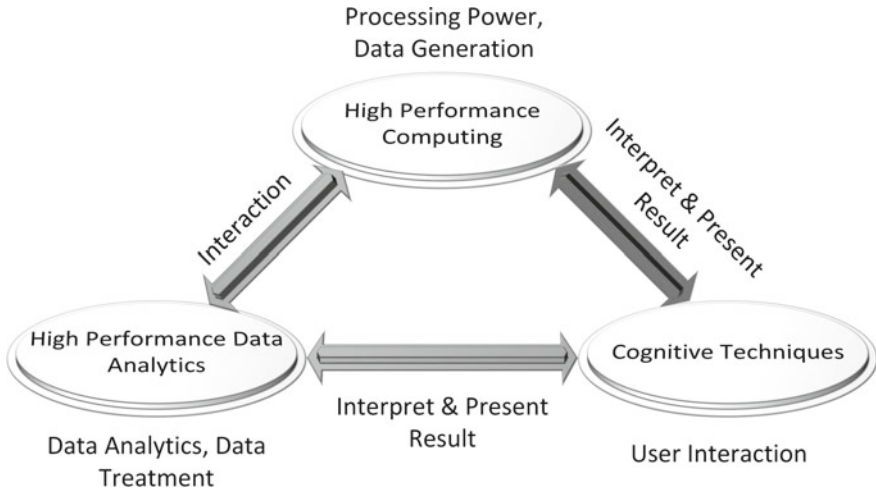 Processing Power,
Data Generation
High Performance
Computing
Interaction
Interpret & Present
Result
High Performance Data
Analytics
Cognitive Techniques
Interpret & Present
Result
Data Analytics, Data
Treatment
User Interaction